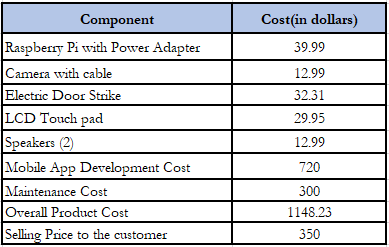 Component Cost(in dollars)
Raspberry Pi with Power Adapter 39.99
Camera with cable 12.99
Electric Door Strike 32.31
LCD Touch pad 29.95
Speakers (2) 12.99
Mobile App Development Cost 720
Maintenance Cost 300
Overall Product Cost 1148.23
Selling Price to the customer 350